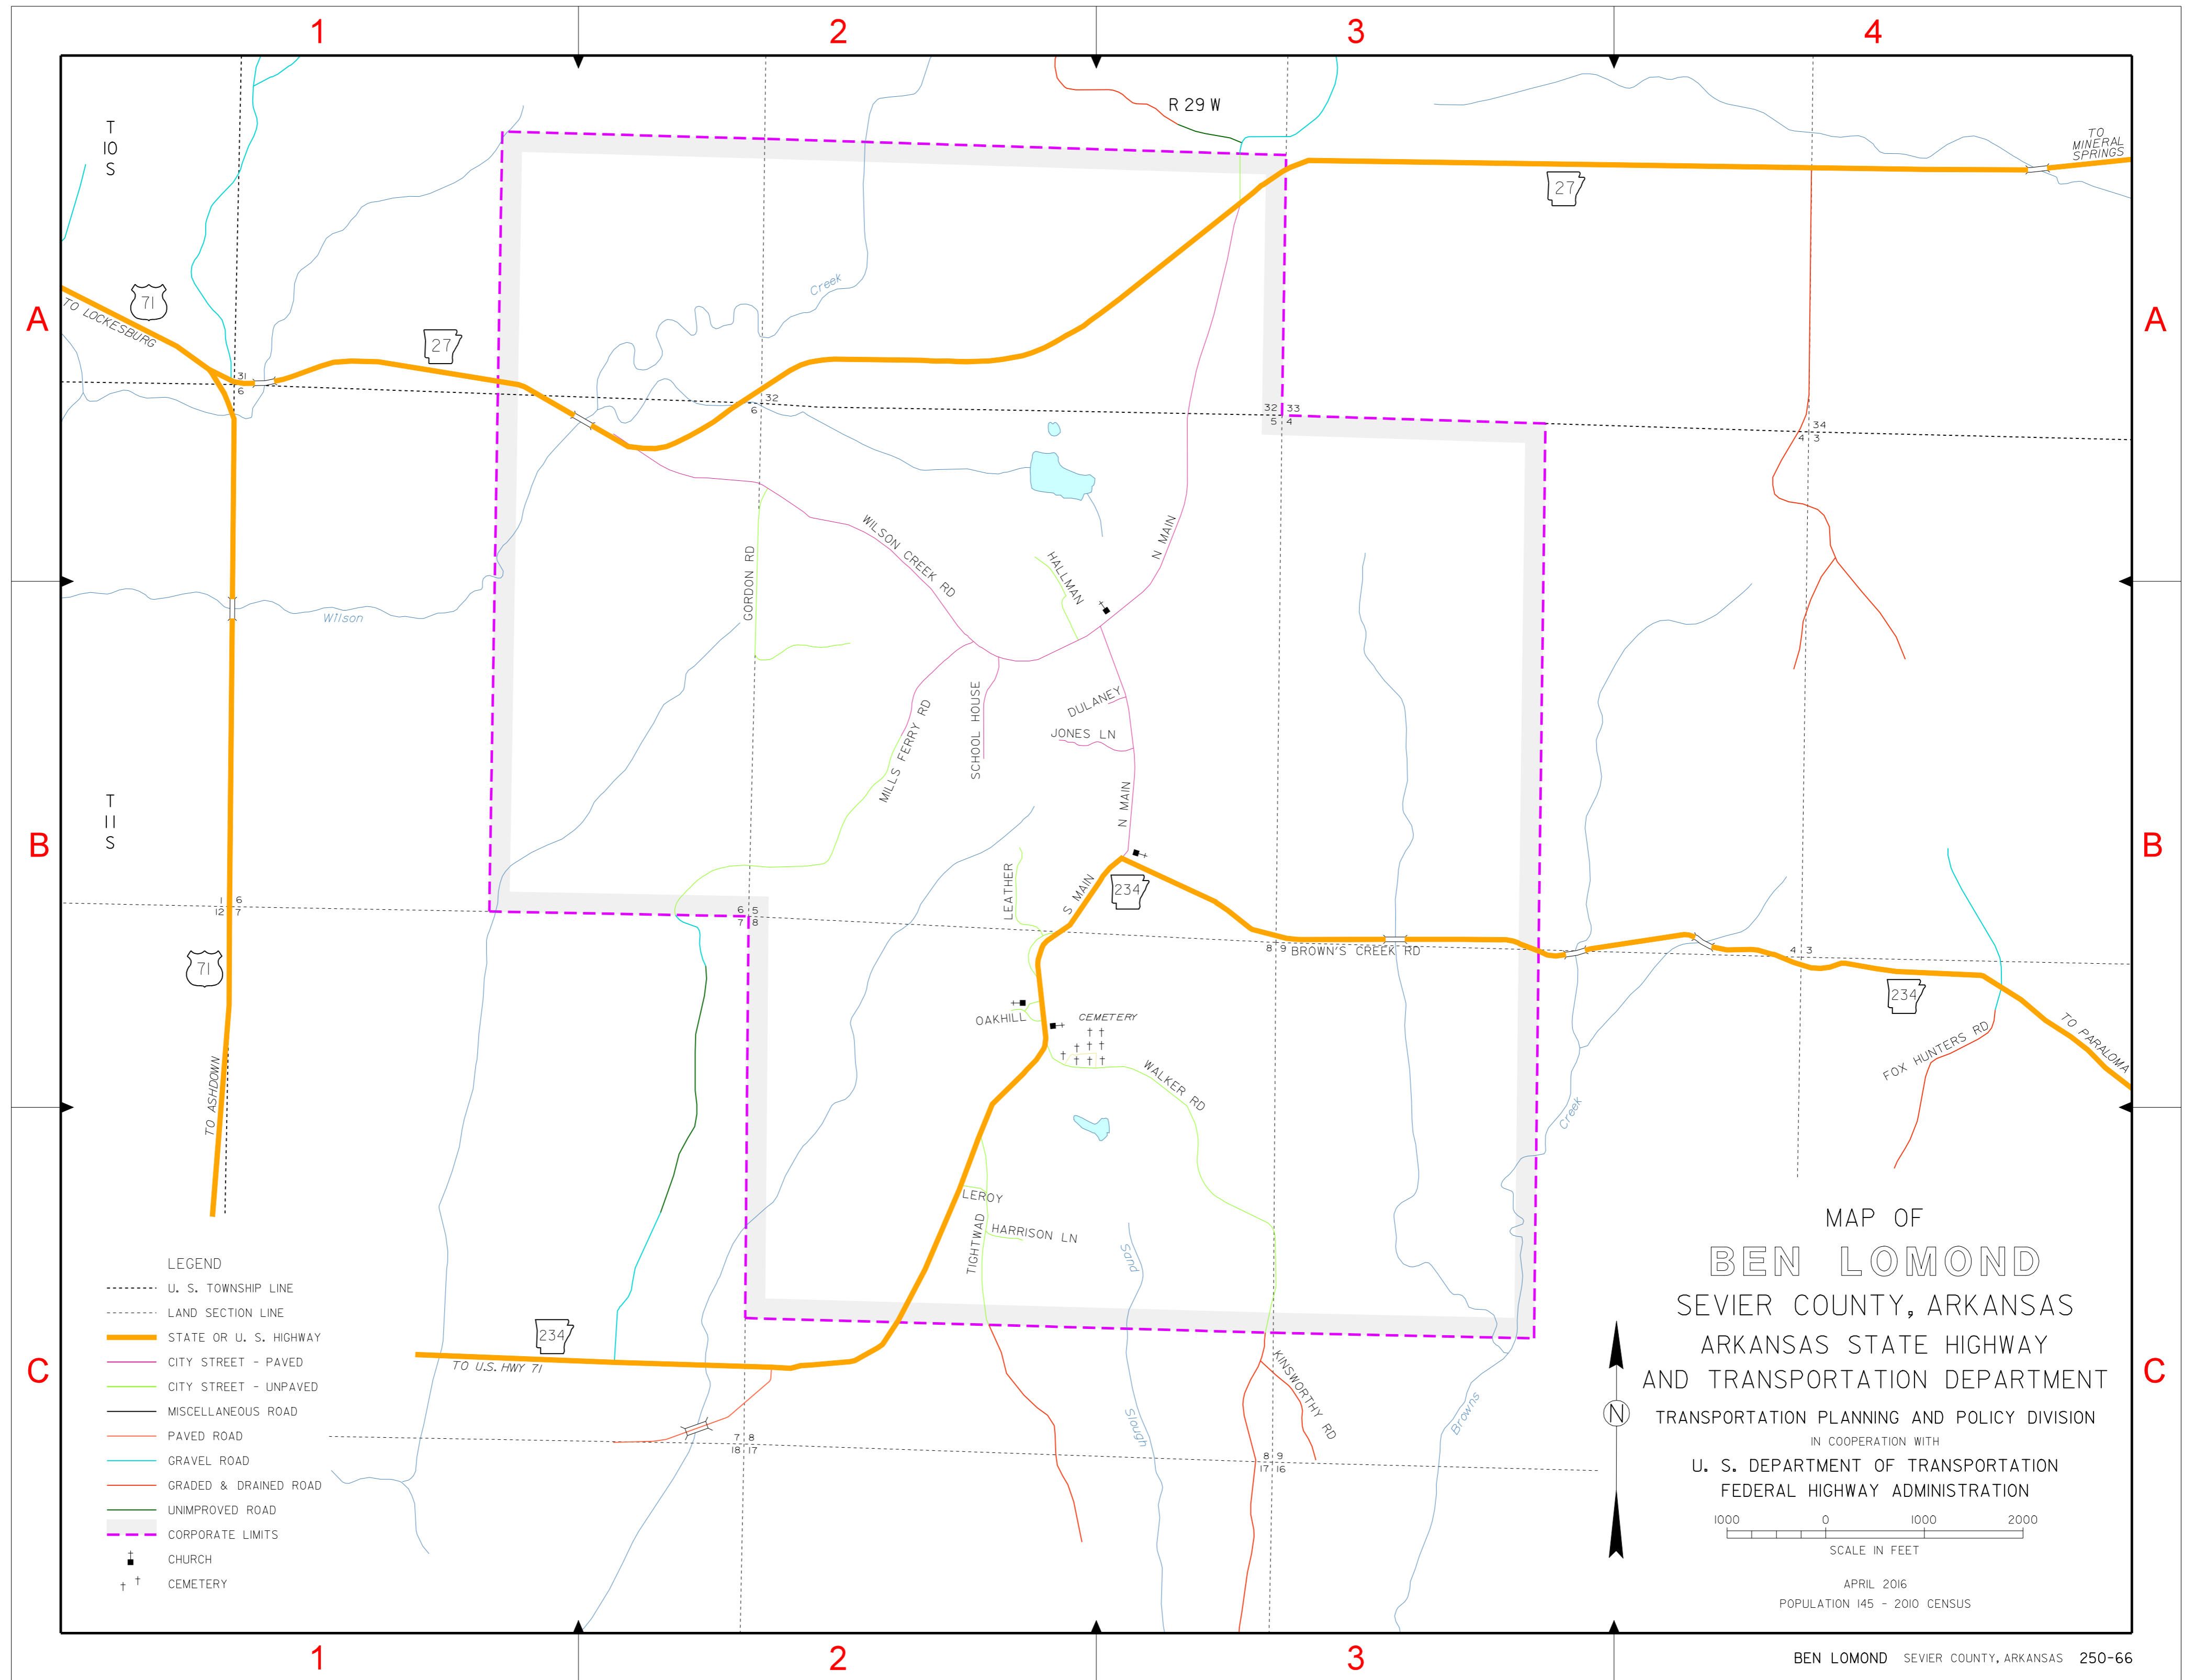 1
2
3
4
R 29 W
T
10
S
TO
MINERAL
SPRINGS
27
71
A
TO LOCKESBURG
27
Creek
A
31
6
32
6
32 33
5 4
34
4 3
WILSON CREEK RD
N MAIN
GORDON RD
HALLMAN
Wilson
MILLS FERRY RD
SCHOOL HOUSE
DULANEY
JONES LN
N MAIN
T
11
S
B
B
LEATHER
S MAIN
234
1 6
12 7
6 5
7 8
8 9
BROWN'S CREEK RD
4 3
71
234
OAKHILL
CEMETERY
WALKER RD
FOX HUNTERS RD
TO PARALOMA
TO ASHDOWN
Creek
LEROY
TIGHTWAD
HARRISON LN
Sand
Slough
Browns
KINSWORTHY RD
234
TO U.S. HWY 71
C
C
7 8
18 17
8 9
17 16
LEGEND
U. S. TOWNSHIP LINE
LAND SECTION LINE
STATE OR U. S. HIGHWAY
CITY STREET - PAVED
CITY STREET - UNPAVED
MISCELLANEOUS ROAD
PAVED ROAD
GRAVEL ROAD
GRADED & DRAINED ROAD
UNIMPROVED ROAD
CORPORATE LIMITS
CHURCH
CEMETERY
N
MAP OF
BEN LOMOND
SEVIER COUNTY, ARKANSAS
ARKANSAS STATE HIGHWAY
AND TRANSPORTATION DEPARTMENT
TRANSPORTATION PLANNING AND POLICY DIVISION
IN COOPERATION WITH
U. S. DEPARTMENT OF TRANSPORTATION
FEDERAL HIGHWAY ADMINISTRATION
1000 0 1000 2000
SCALE IN FEET
APRIL 2016
POPULATION 145 - 2010 CENSUS
1
2
3
BEN LOMOND SEVIER COUNTY, ARKANSAS 250-66